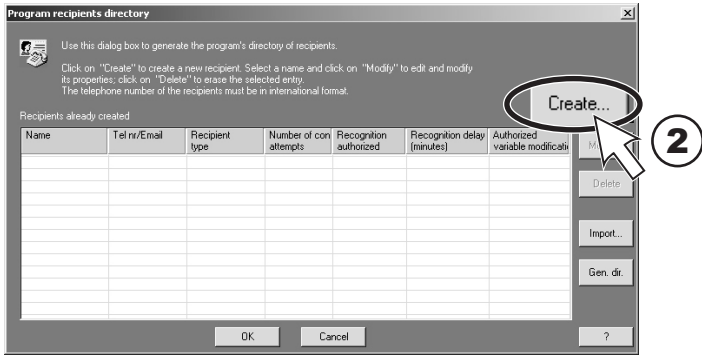 Program recipients directory
Use this dialog box to generate the program's directory of recipients.
Click on "Create" to create a new recipient. Select a name and click on "Modify" to edit and modify
its properties; click on "Delete" to erase the selected entry.
The telephone number of the recipients must be in international format.
Create...
2
Recipients already created
Name Tel nr/Email Recipient type Number of con attempts Recognition authorized Recognition delay (minutes) Authorized variable modificati
Delete
Import...
Gen. dir.
OK Cancel ?